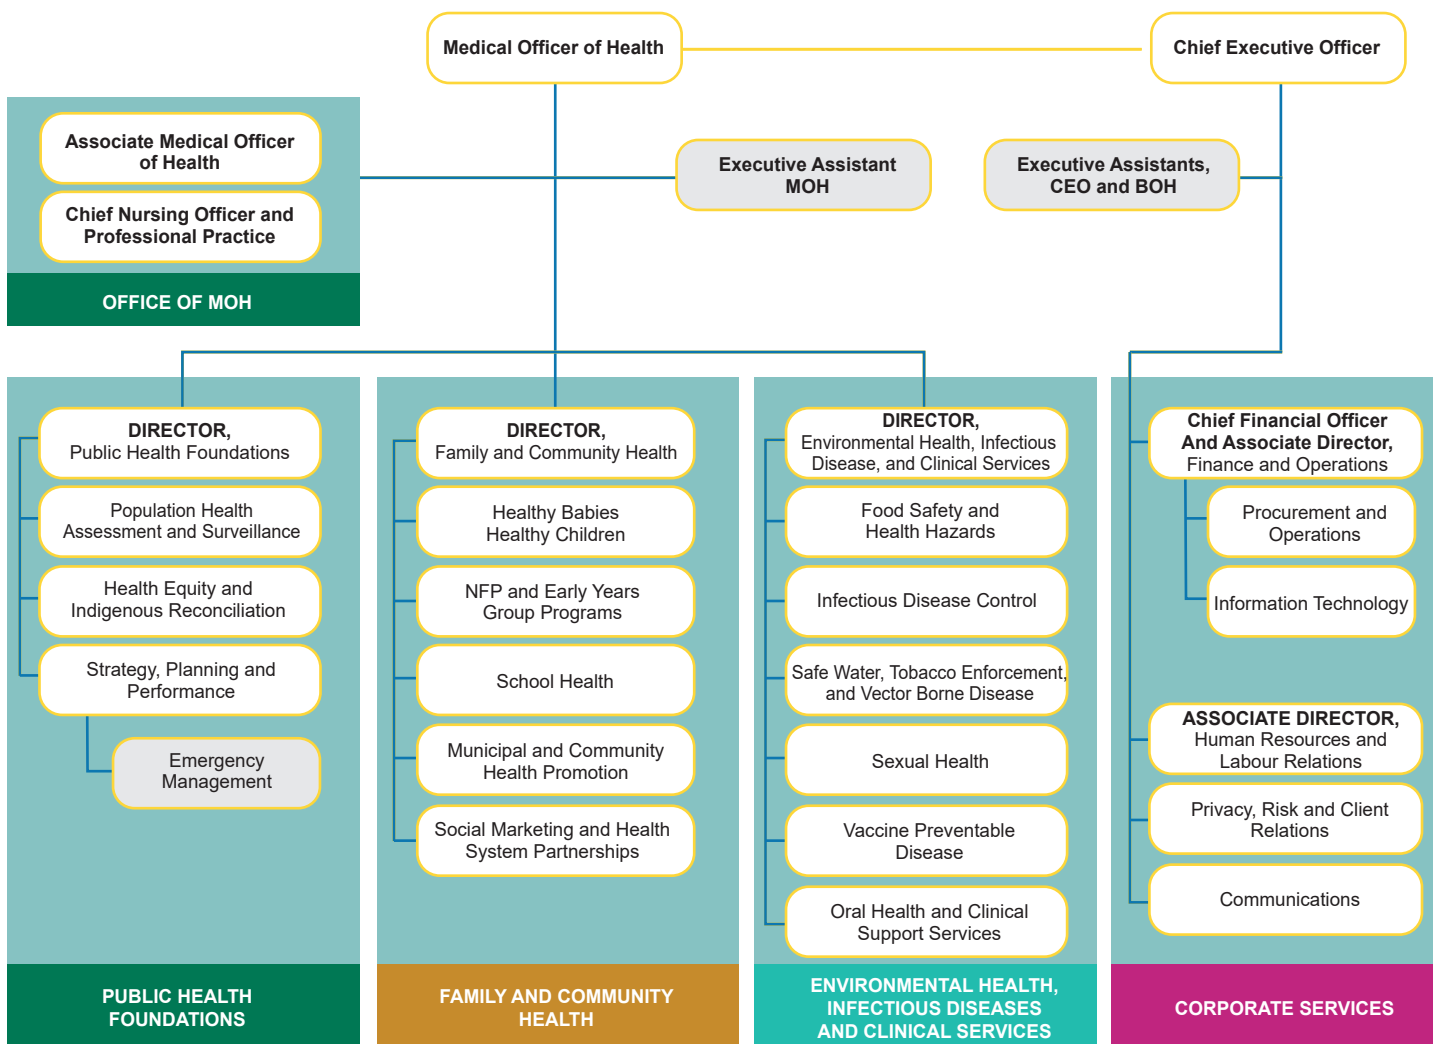 Medical Officer of Health
Chief Executive Officer
Associate Medical Officer
of Health
Chief Nursing Officer and
Professional Practice
OFFICE OF MOH
Executive Assistant
MOH
Executive Assistants,
CEO and BOH
DIRECTOR,
Public Health Foundations
Population Health
Assessment and Surveillance
Health Equity and
Indigenous Reconciliation
Strategy, Planning and
Performance
Emergency
Management
PUBLIC HEALTH
FOUNDATIONS
DIRECTOR,
Family and Community Health
Healthy Babies
Healthy Children
NFP and Early Years
Group Programs
School Health
Municipal and Community
Health Promotion
Social Marketing and Health
System Partnerships
FAMILY AND COMMUNITY
HEALTH
DIRECTOR,
Environmental Health, Infectious
Disease, and Clinical Services
Food Safety and
Health Hazards
Infectious Disease Control
Safe Water, Tobacco Enforcement,
and Vector Borne Disease
Sexual Health
Vaccine Preventable
Disease
Oral Health and Clinical
Support Services
ENVIRONMENTAL HEALTH,
INFECTIOUS DISEASES
AND CLINICAL SERVICES
Chief Financial Officer
And Associate Director,
Finance and Operations
Procurement and
Operations
Information Technology
ASSOCIATE DIRECTOR,
Human Resources and
Labour Relations
Privacy, Risk and Client
Relations
Communications
CORPORATE SERVICES